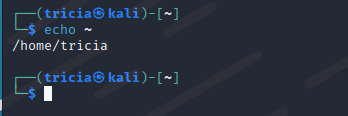 ┌──(tricia㉿kali)-[~]
└─$ echo ~
/home/tricia
┌──(tricia㉿kali)-[~]
└─$